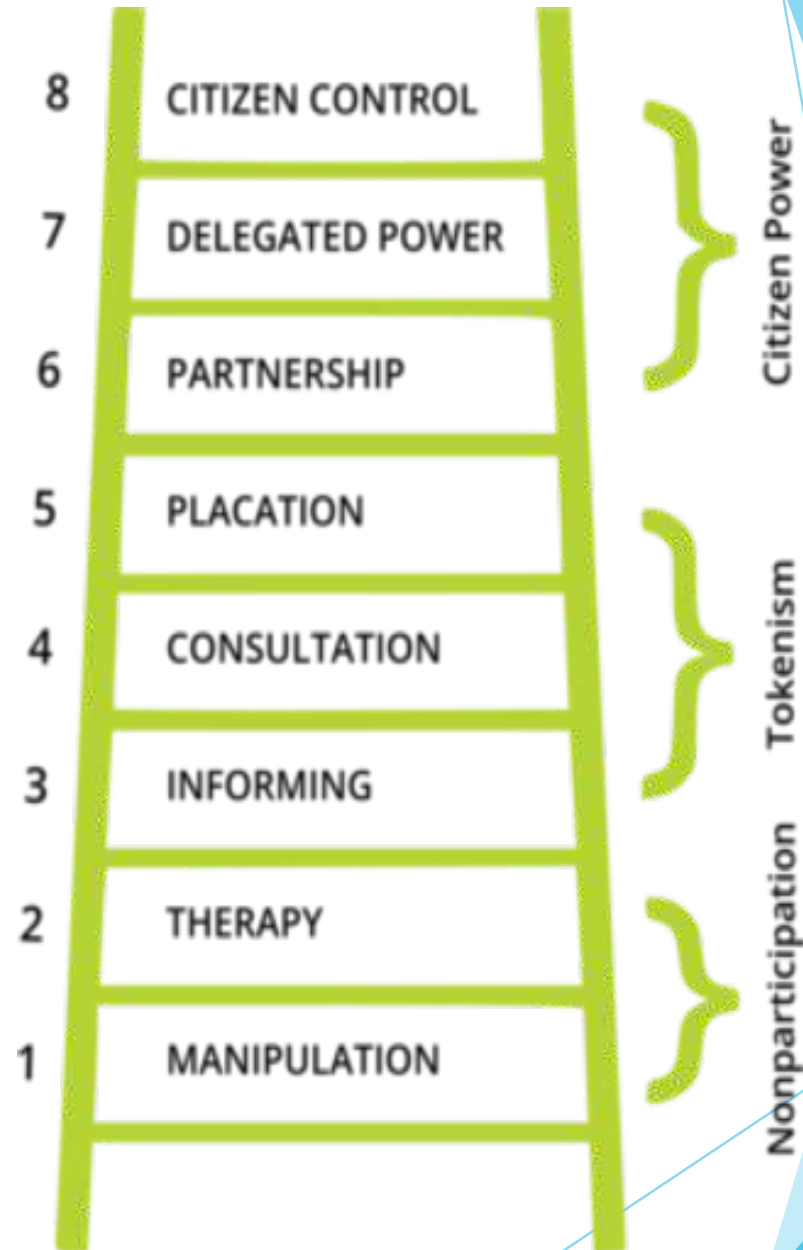 8 CITIZEN CONTROL
7 DELEGATED POWER
6 PARTNERSHIP
Citizen Power
5 PLACATION
4 CONSULTATION
3 INFORMING
Tokenism
2 THERAPY
1 MANIPULATION
Nonparticipation